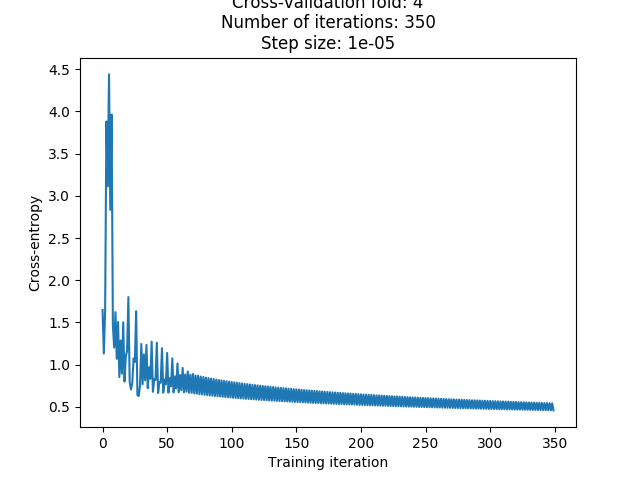 Cross-validation fold: 4
Number of iterations: 350
Step size: 1e-05
4.5
4.0
3.5
3.0
2.5
2.0
1.5
1.0
0.5
Cross-entropy
0 50 100 150 200 250 300 350
Training iteration